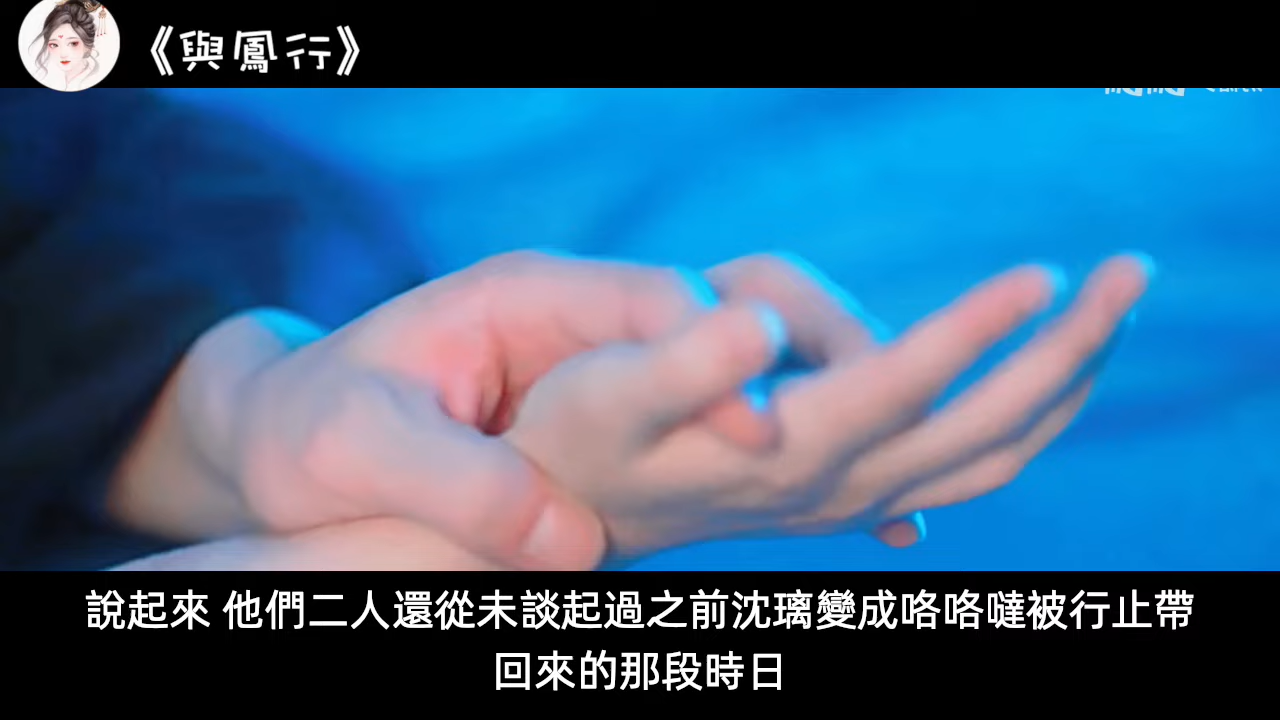 《與鳳行》
說起來 他們二人還從未談起過之前沈璃變成咯咯噠被行止帶
回來的那段時日